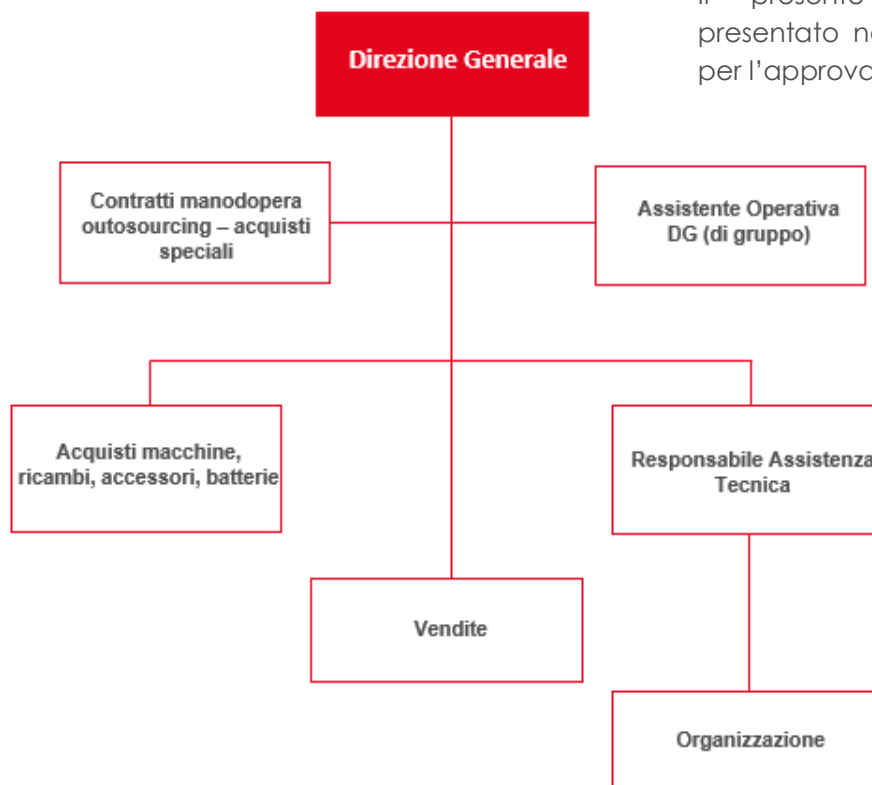 presente
presentato
per
Direzione Generale
Contratti manodopera
outosourcing – acquisti
speciali
Assistente Operativa
DG (di gruppo)
Acquisti macchine,
ricambi, accessori, batterie
Responsabile Assistenza
Tecnica
Vendite
Organizzazione